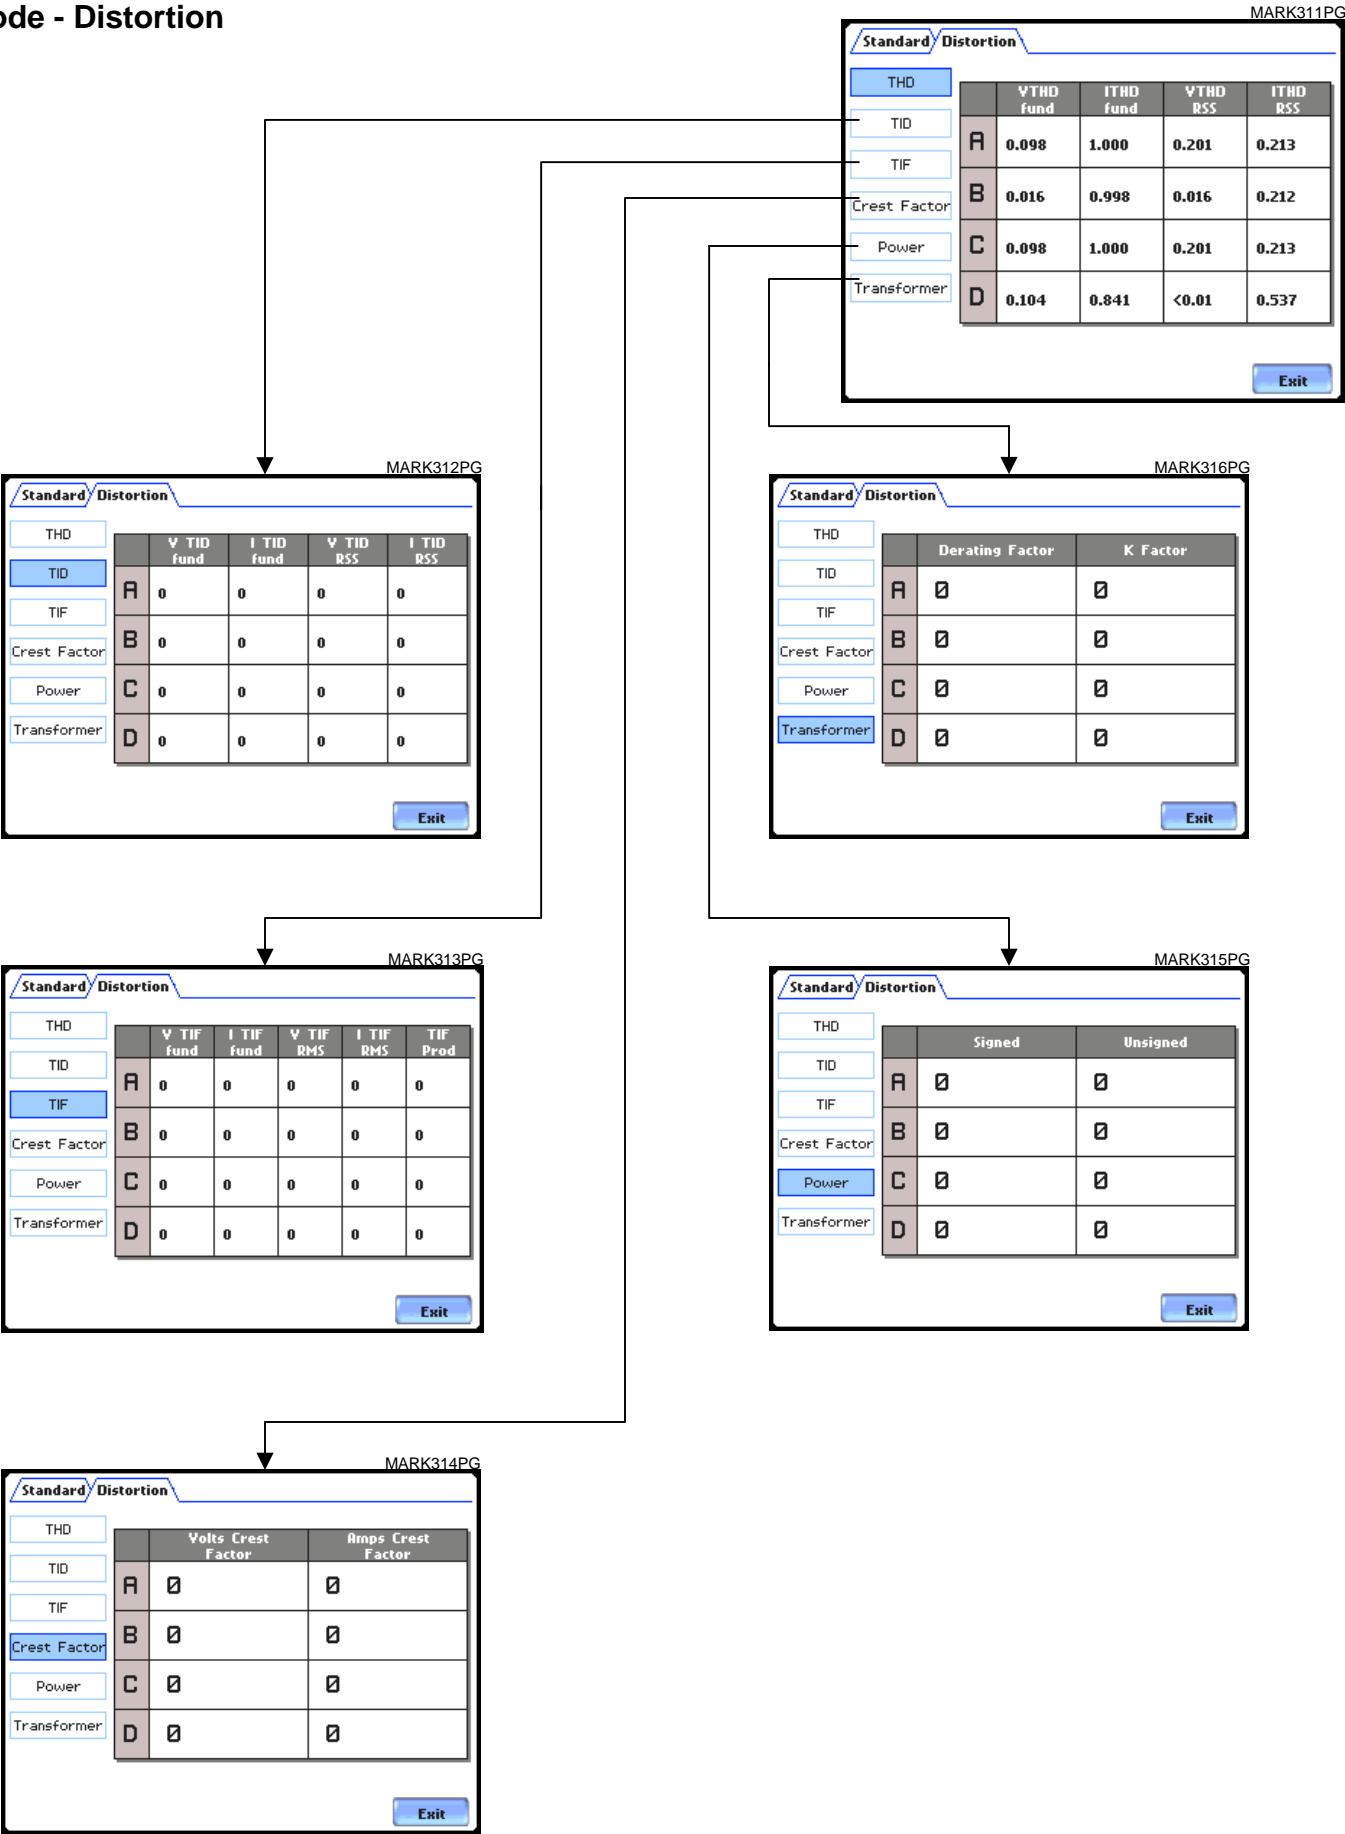 ode - Distortion
MARK311PG
Standard Distortion
THD
TID
TIF
Crest Factor
Power
Transformer
VTHD fund ITHD fund VTHD RSS ITHD RSS
A 0.098 1.000 0.201 0.213
B 0.016 0.998 0.016 0.212
C 0.098 1.000 0.201 0.213
D 0.104 0.841 <0.01 0.537
Exit
MARK312PG
Standard Distortion
THD
TID
TIF
Crest Factor
Power
Transformer
V TID fund I TID fund V TID RSS I TID RSS
A 0 0 0 0
B 0 0 0 0
C 0 0 0 0
D 0 0 0 0
Exit
MARK316PG
Standard Distortion
THD
TID
TIF
Crest Factor
Power
Transformer
Derating Factor K Factor
A 0 0
B 0 0
C 0 0
D 0 0
Exit
MARK313PG
Standard Distortion
THD
TID
TIF
Crest Factor
Power
Transformer
V TIF fund I TIF fund V TIF RMS I TIF RMS TIF Prod
A 0 0 0 0 0
B 0 0 0 0 0
C 0 0 0 0 0
D 0 0 0 0 0
Exit
MARK315PG
Standard Distortion
THD
TID
TIF
Crest Factor
Power
Transformer
Signed Unsigned
A 0 0
B 0 0
C 0 0
D 0 0
Exit
MARK314PG
Standard Distortion
THD
TID
TIF
Crest Factor
Power
Transformer
Volts Crest Factor Amps Crest Factor
A 0 0
B 0 0
C 0 0
D 0 0
Exit